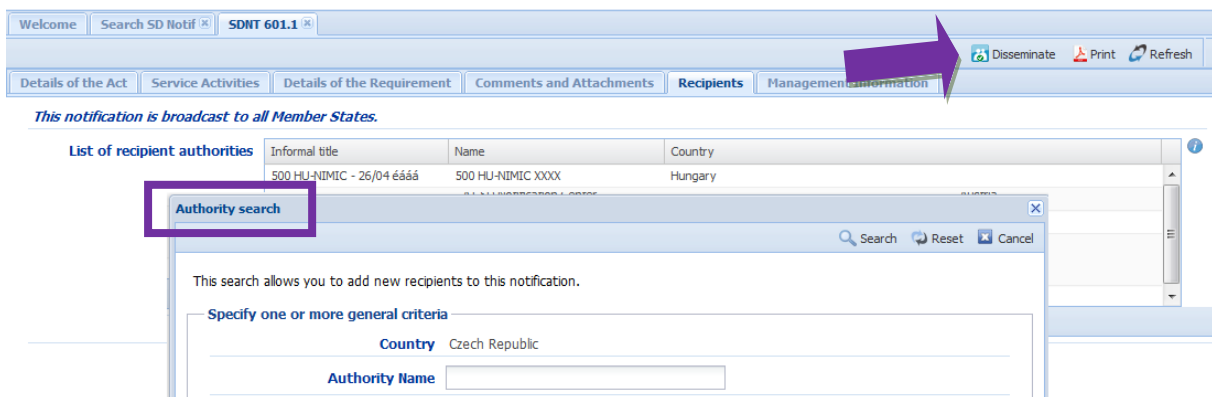 Welcome Search SD Notif SDNT 601.1
Disseminate Print Refresh
Details of the Act Service Activities Details of the Requirement Comments and Attachments Recipients Management Information
This notification is broadcast to all Member States.
List of recipient authorities Informal title Name Country
500 HU-NIMIC - 26/04 éááá 500 HU-NIMIC XXXX Hungary
Austria
Authority search
Search Reset Cancel
This search allows you to add new recipients to this notification.
Specify one or more general criteria
Country Czech Republic
Authority Name